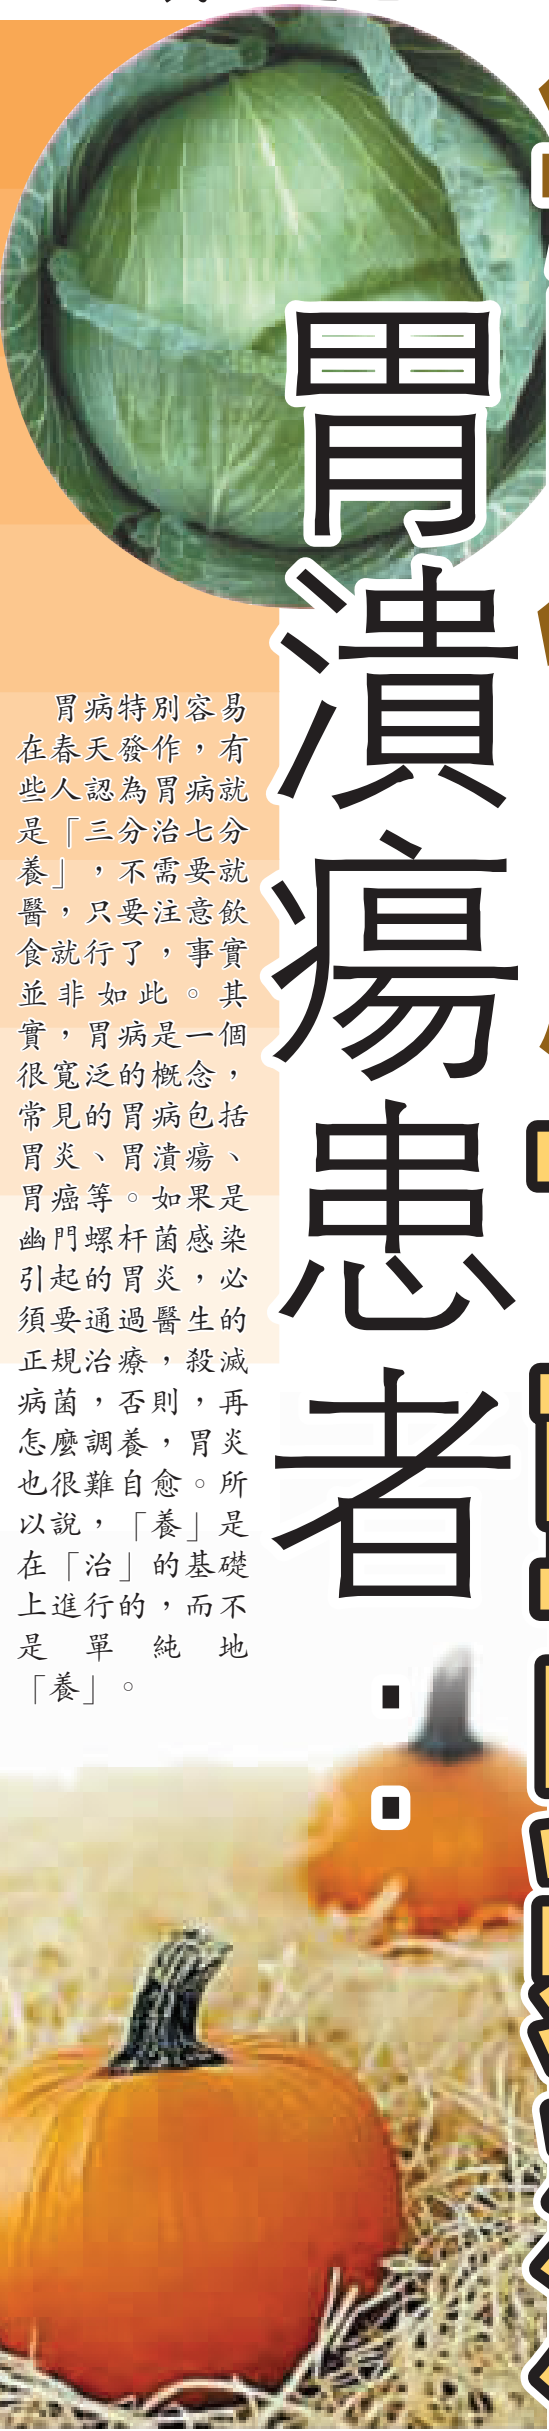 胃潰瘍患者：
胃病特別容易
在春天發作，有
些人認為胃病就
是「三分治七分
養」，不需要就
醫，只要注意飲
食就行了，事實
並非如此。其
實，胃病是一個
很寬泛的概念，
常見的胃病包括
胃炎、胃潰瘍、
胃癌等。如果是
幽門螺杆菌感染
引起的胃炎，必
須要通過醫生的
正規治療，殺滅
病菌，否則，再
怎麼調養，胃炎
也很難自愈。所
以說，「養」是
在「治」的基礎
上進行的，而不
是單純地
「養」。